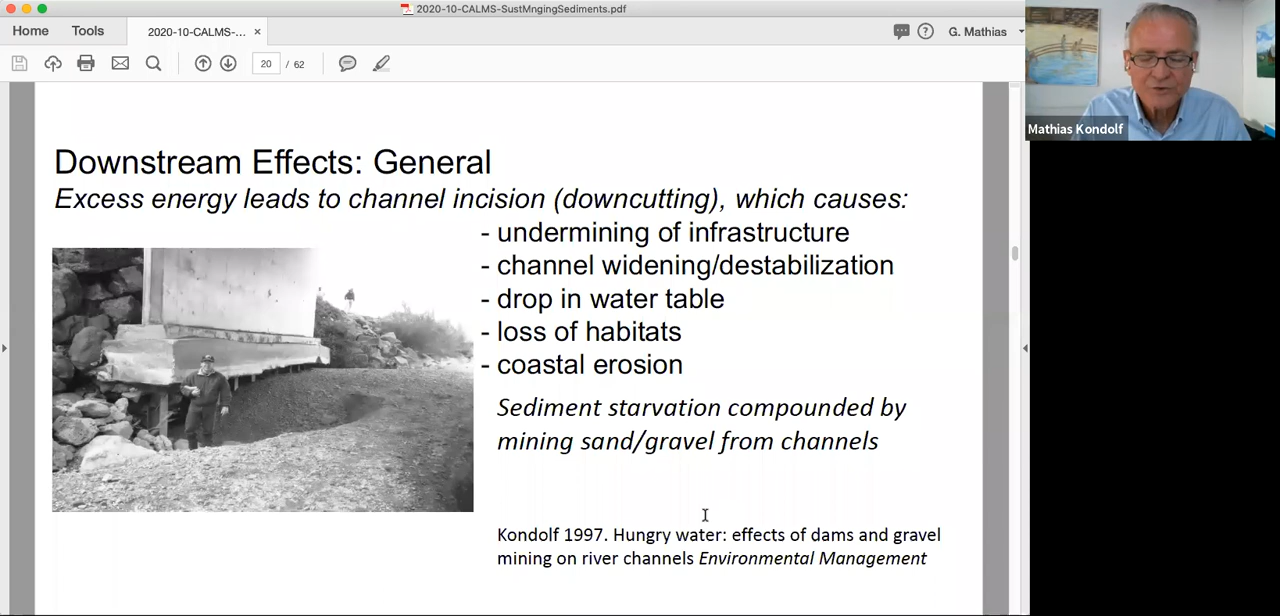 2020-10-CALMS-SustMngingSediments.pdf
Home
Tools
2020-10-CALMS-... ×
G. Mathias
20 / 62
Mathias Kondolf
Downstream Effects: General
Excess energy leads to channel incision (downcutting), which causes:
- undermining of infrastructure
- channel widening/destabilization
- drop in water table
- loss of habitats
- coastal erosion
Sediment starvation compounded by
mining sand/gravel from channels
Kondolf 1997. Hungry water: effects of dams and gravel
mining on river channels Environmental Management